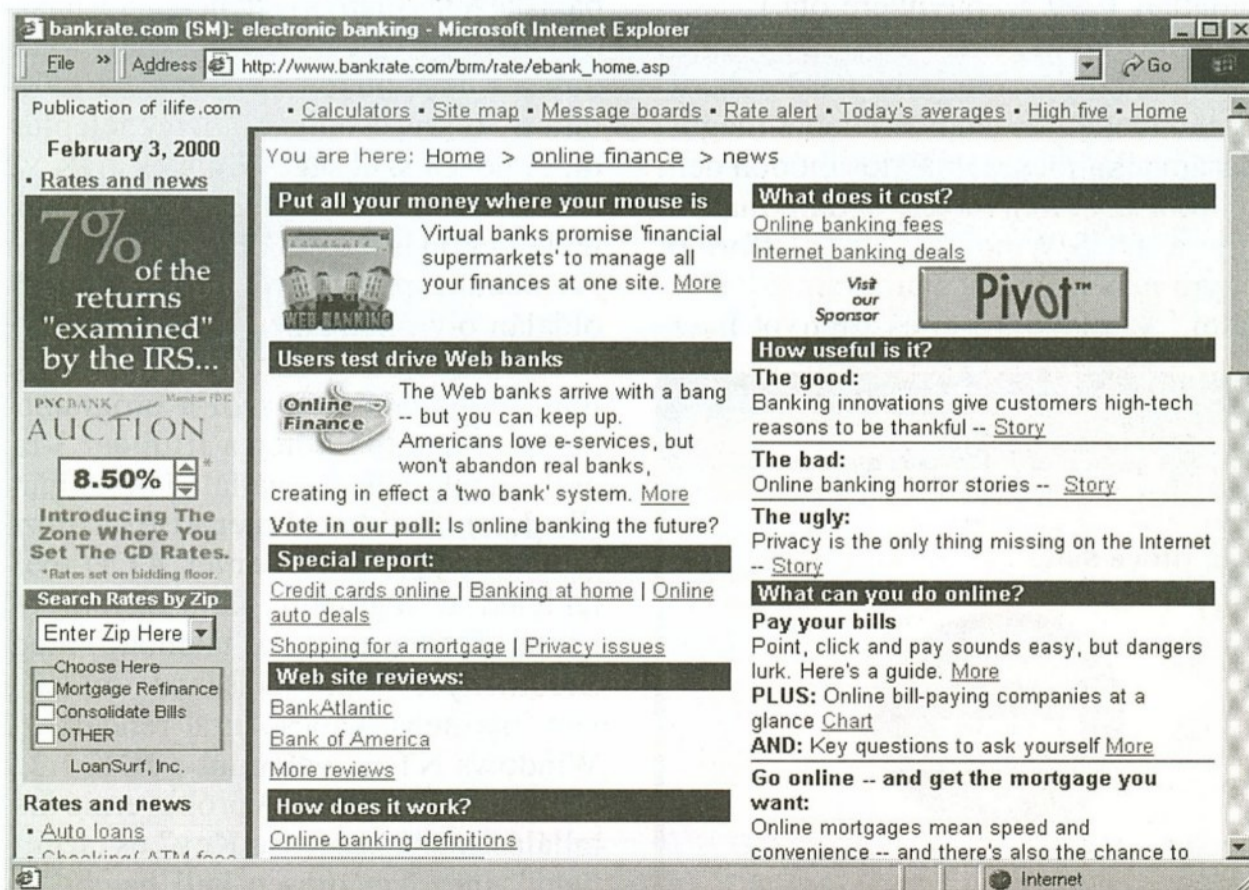 bankrate.com (SM): electronic banking - Microsoft Internet Explorer
File » Address http://www.bankrate.com/brm/rate/ebank_home.asp Go
Publication of ilife.com
• Calculators • Site map • Message boards • Rate alert • Today's averages • High five • Home
February 3, 2000
• Rates and news
7%
of the
returns
"examined"
by the IRS...
PNCBANK Member FDIC
AUCTION
8.50% *
Introducing The
Zone Where You
Set The CD Rates.
*Rates set on bidding floor.
Search Rates by Zip
Enter Zip Here
Choose Here
Mortgage Refinance
Consolidate Bills
OTHER
LoanSurf, Inc.
Rates and news
• Auto loans
• Checking/ ATM fees
You are here: Home > online finance > news
Put all your money where your mouse is
WEB BANKING
Virtual banks promise 'financial
supermarkets' to manage all
your finances at one site. More
Users test drive Web banks
Online
Finance
The Web banks arrive with a bang
-- but you can keep up.
Americans love e-services, but
won't abandon real banks,
creating in effect a 'two bank' system. More
Vote in our poll: Is online banking the future?
Special report:
Credit cards online | Banking at home | Online
auto deals
Shopping for a mortgage | Privacy issues
Web site reviews:
BankAtlantic
Bank of America
More reviews
How does it work?
Online banking definitions
What does it cost?
Online banking fees
Internet banking deals
Visit
our
Sponsor
Pivot™
How useful is it?
The good:
Banking innovations give customers high-tech
reasons to be thankful -- Story
The bad:
Online banking horror stories -- Story
The ugly:
Privacy is the only thing missing on the Internet
-- Story
What can you do online?
Pay your bills
Point, click and pay sounds easy, but dangers
lurk. Here's a guide. More
PLUS: Online bill-paying companies at a
glance Chart
AND: Key questions to ask yourself More
Go online -- and get the mortgage you
want:
Online mortgages mean speed and
convenience -- and there's also the chance to
Internet